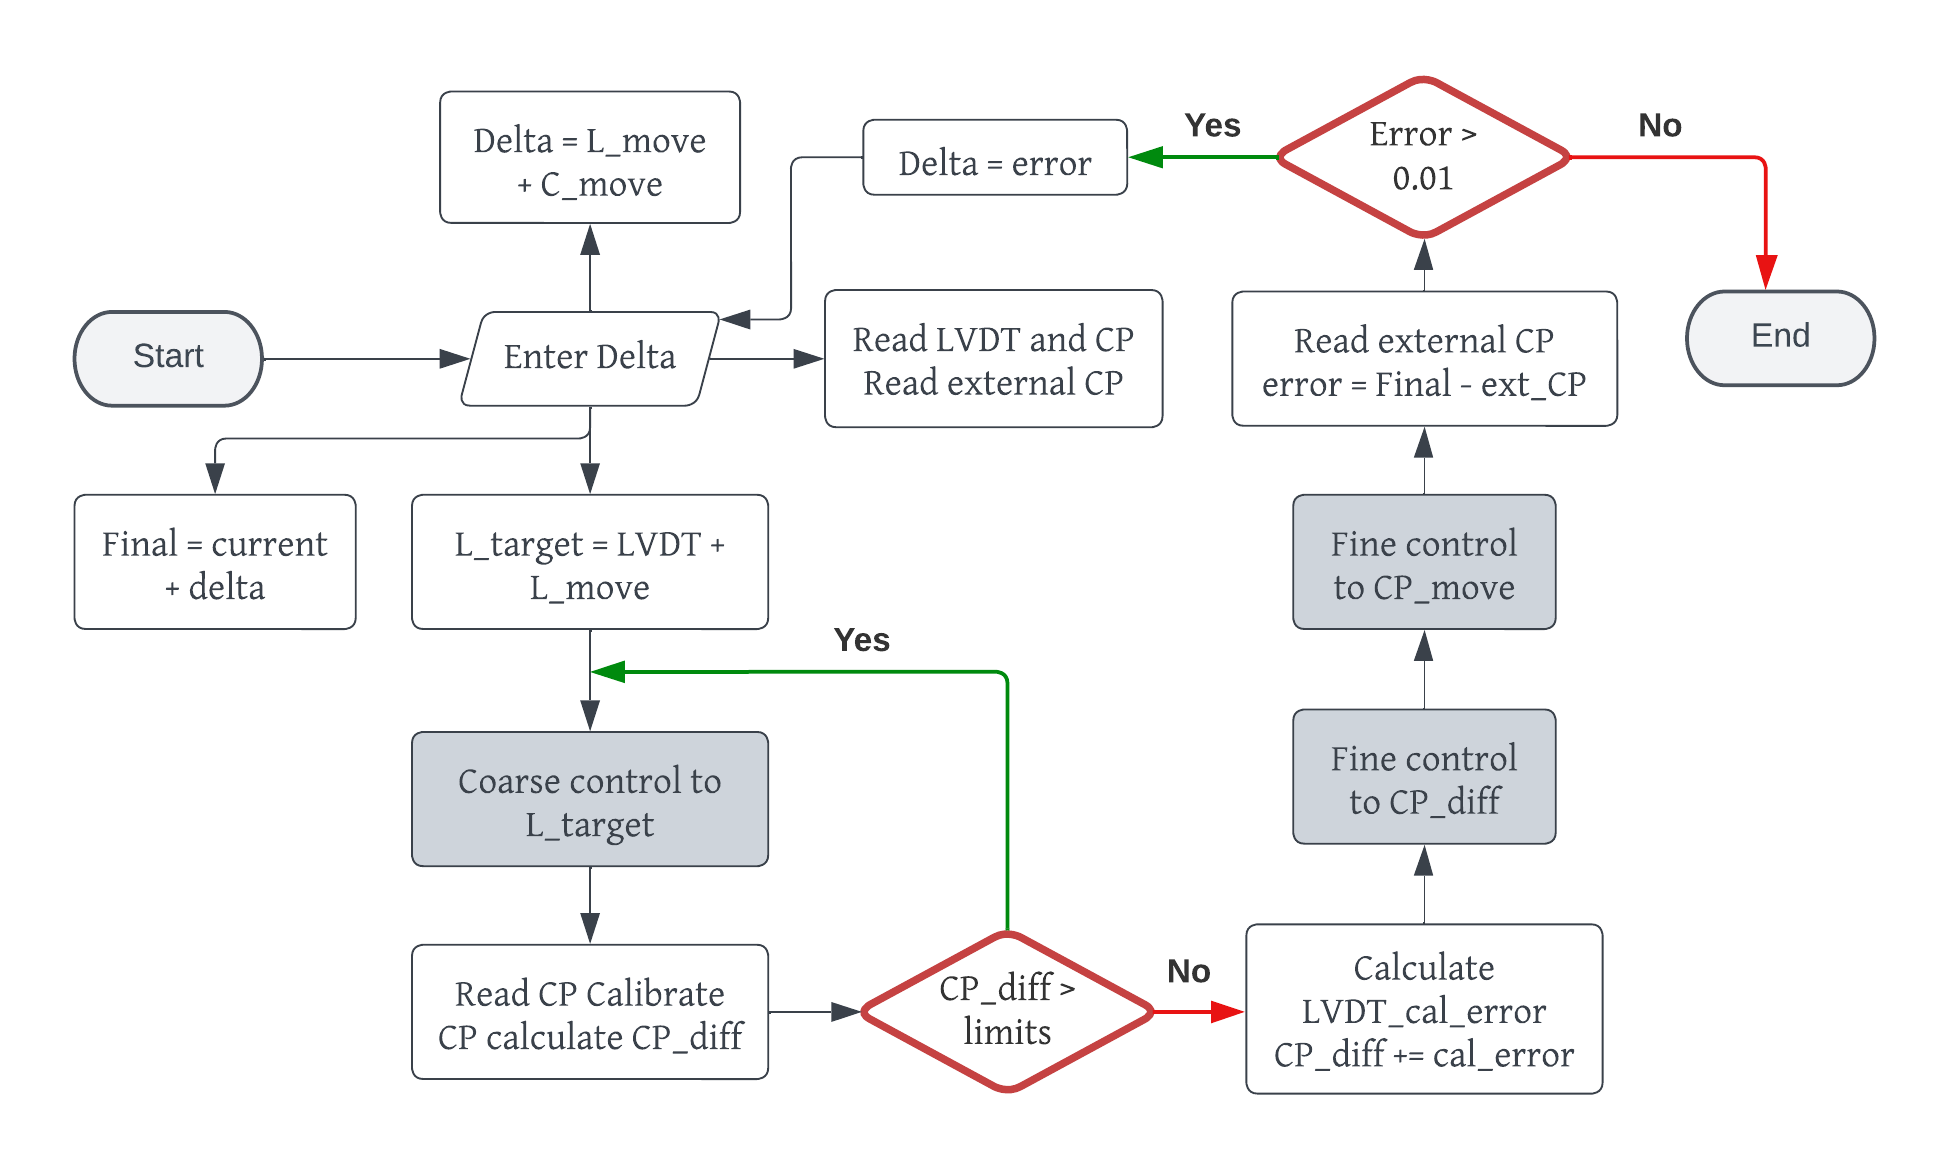 Delta = L_move
+ C_move
Delta = error
Yes
Error >
0.01
No
Start
Enter Delta
Read LVDT and CP
Read external CP
Read external CP
error = Final - ext_CP
End
Final = current
+ delta
L_target = LVDT +
L_move
Fine control
to CP_move
Yes
Coarse control to
L_target
Fine control
to CP_diff
Read CP Calibrate
CP calculate CP_diff
CP_diff >
limits
No
Calculate
LVDT_cal_error
CP_diff += cal_error